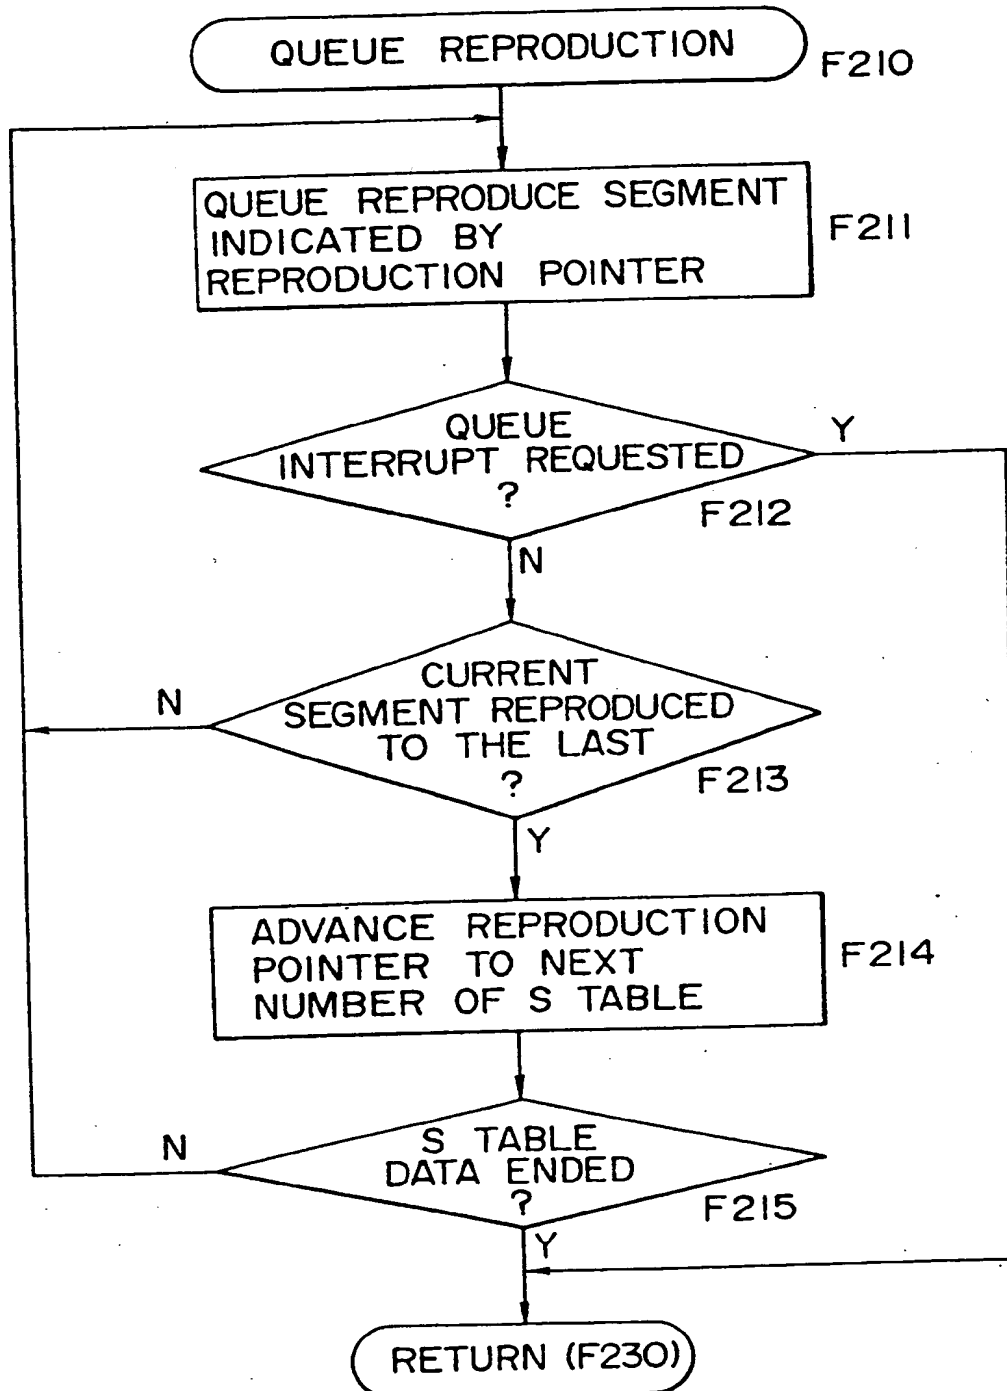 QUEUE REPRODUCTION
F210
QUEUE REPRODUCE SEGMENT
INDICATED BY
REPRODUCTION POINTER
F211
QUEUE
INTERRUPT REQUESTED
?
Y
F212
N
CURRENT
SEGMENT REPRODUCED
TO THE LAST
?
N
F213
Y
ADVANCE REPRODUCTION
POINTER TO NEXT
NUMBER OF S TABLE
F214
S TABLE
DATA ENDED
?
N
F215
Y
RETURN (F230)